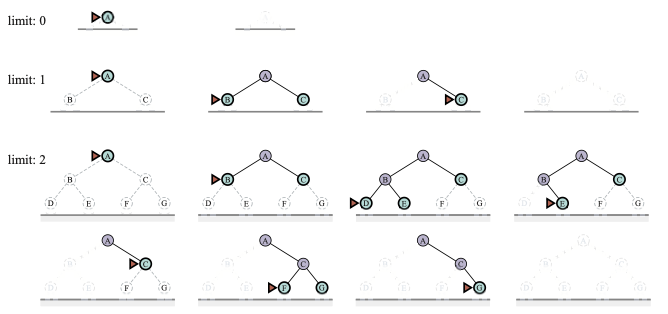 limit: 0 A
limit: 1 A A A
B C B C C
limit: 2 A A A A
B C B C B C B C
D E F G D E F G D E F G E F G
A A A
C C C
F G F G G